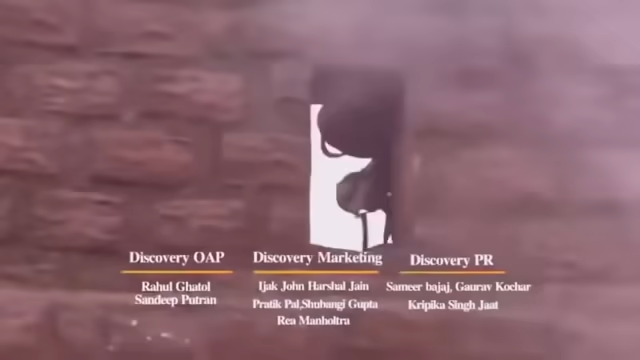 Discovery OAP
Rahul Ghatol
Sandeep Putran
Discovery Marketing
Ijak John Harshal Jain
Pratik Pal,Shubangi Gupta
Rea Manholtra
Discovery PR
Sameer bajaj, Gaurav Kochar
Kripika Singh Jaat